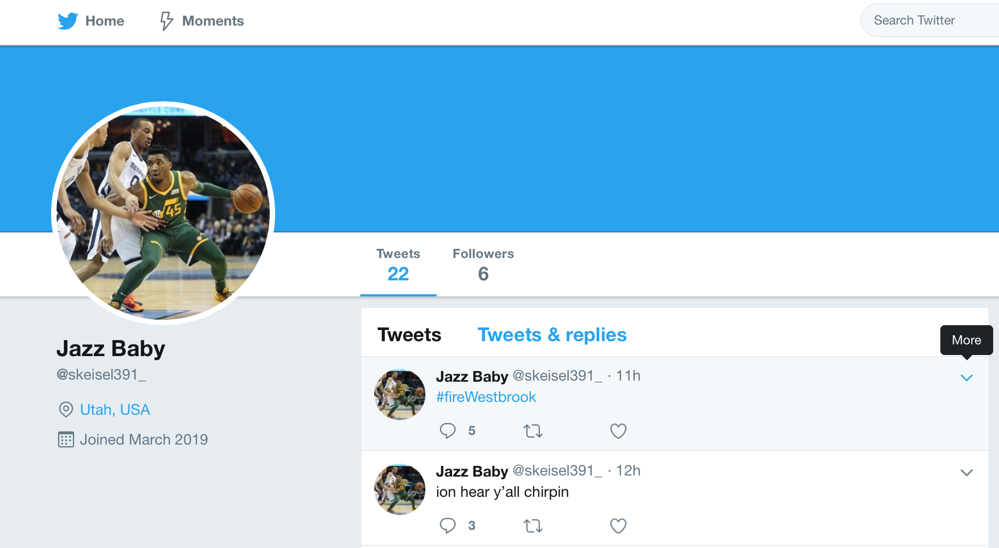 Home
Moments
Search Twitter
45
Tweets
22
Followers
6
Jazz Baby
@skeisel391_
Utah, USA
Joined March 2019
Tweets
Tweets & replies
More
Jazz Baby @skeisel391_ · 11h
#fireWestbrook
5
Jazz Baby @skeisel391_ · 12h
ion hear y’all chirpin
3